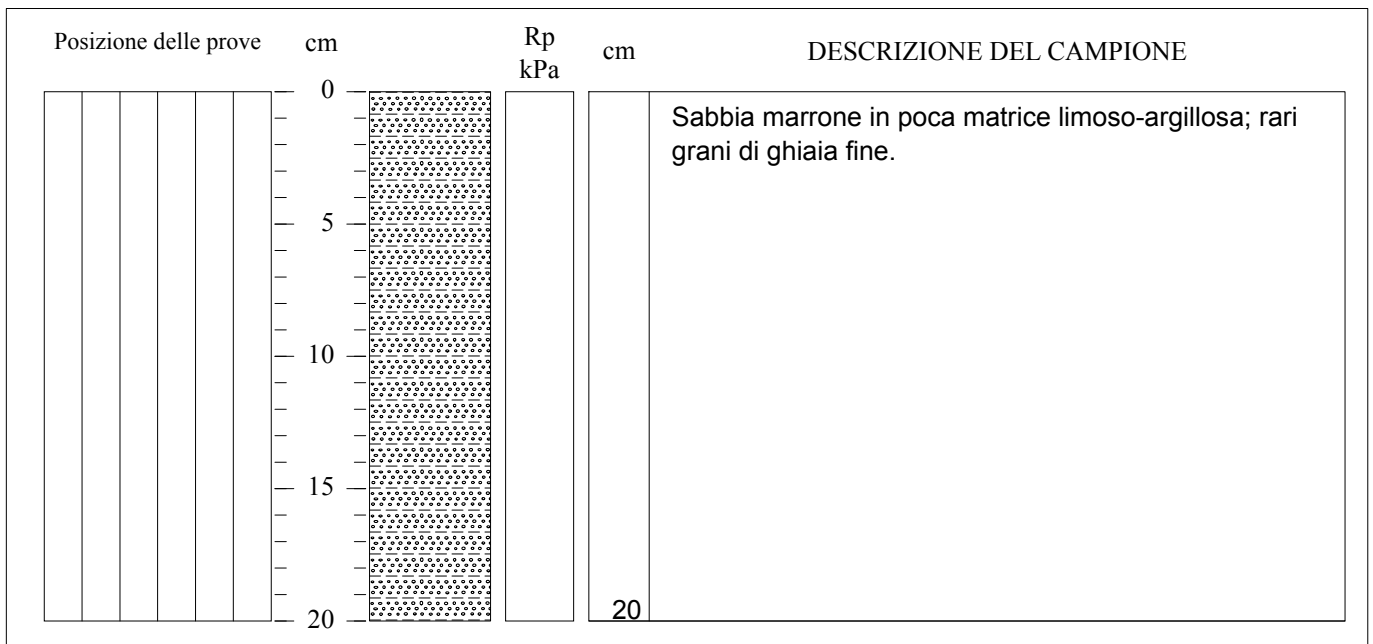 Posizione delle prove
cm
Rp
kPa
cm
DESCRIZIONE DEL CAMPIONE
0
Sabbia marrone in poca matrice limoso-argillosa; rari
grani di ghiaia fine.
5
10
15
20
20